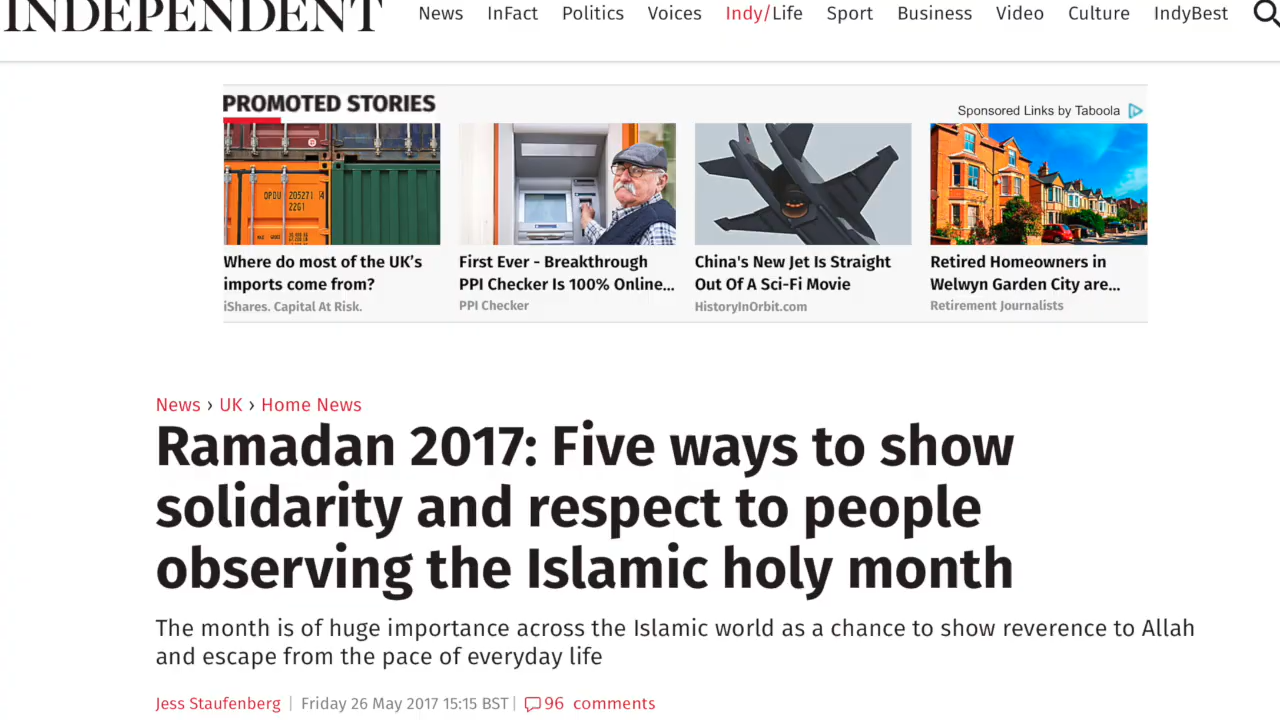 INDEPENDENT
News InFact Politics Voices Indy/Life Sport Business Video Culture IndyBest
PROMOTED STORIES
Sponsored Links by Taboola
OPDU 205271 4
22G1
Where do most of the UK’s
imports come from?
iShares. Capital At Risk.
First Ever - Breakthrough
PPI Checker Is 100% Online...
PPI Checker
China's New Jet Is Straight
Out Of A Sci-Fi Movie
HistoryInOrbit.com
Retired Homeowners in
Welwyn Garden City are...
Retirement Journalists
News › UK › Home News
Ramadan 2017: Five ways to show
solidarity and respect to people
observing the Islamic holy month
The month is of huge importance across the Islamic world as a chance to show reverence to Allah
and escape from the pace of everyday life
Jess Staufenberg | Friday 26 May 2017 15:15 BST | 96 comments